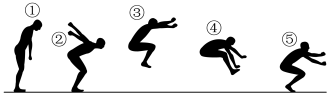 ① ② ③ ④ ⑤